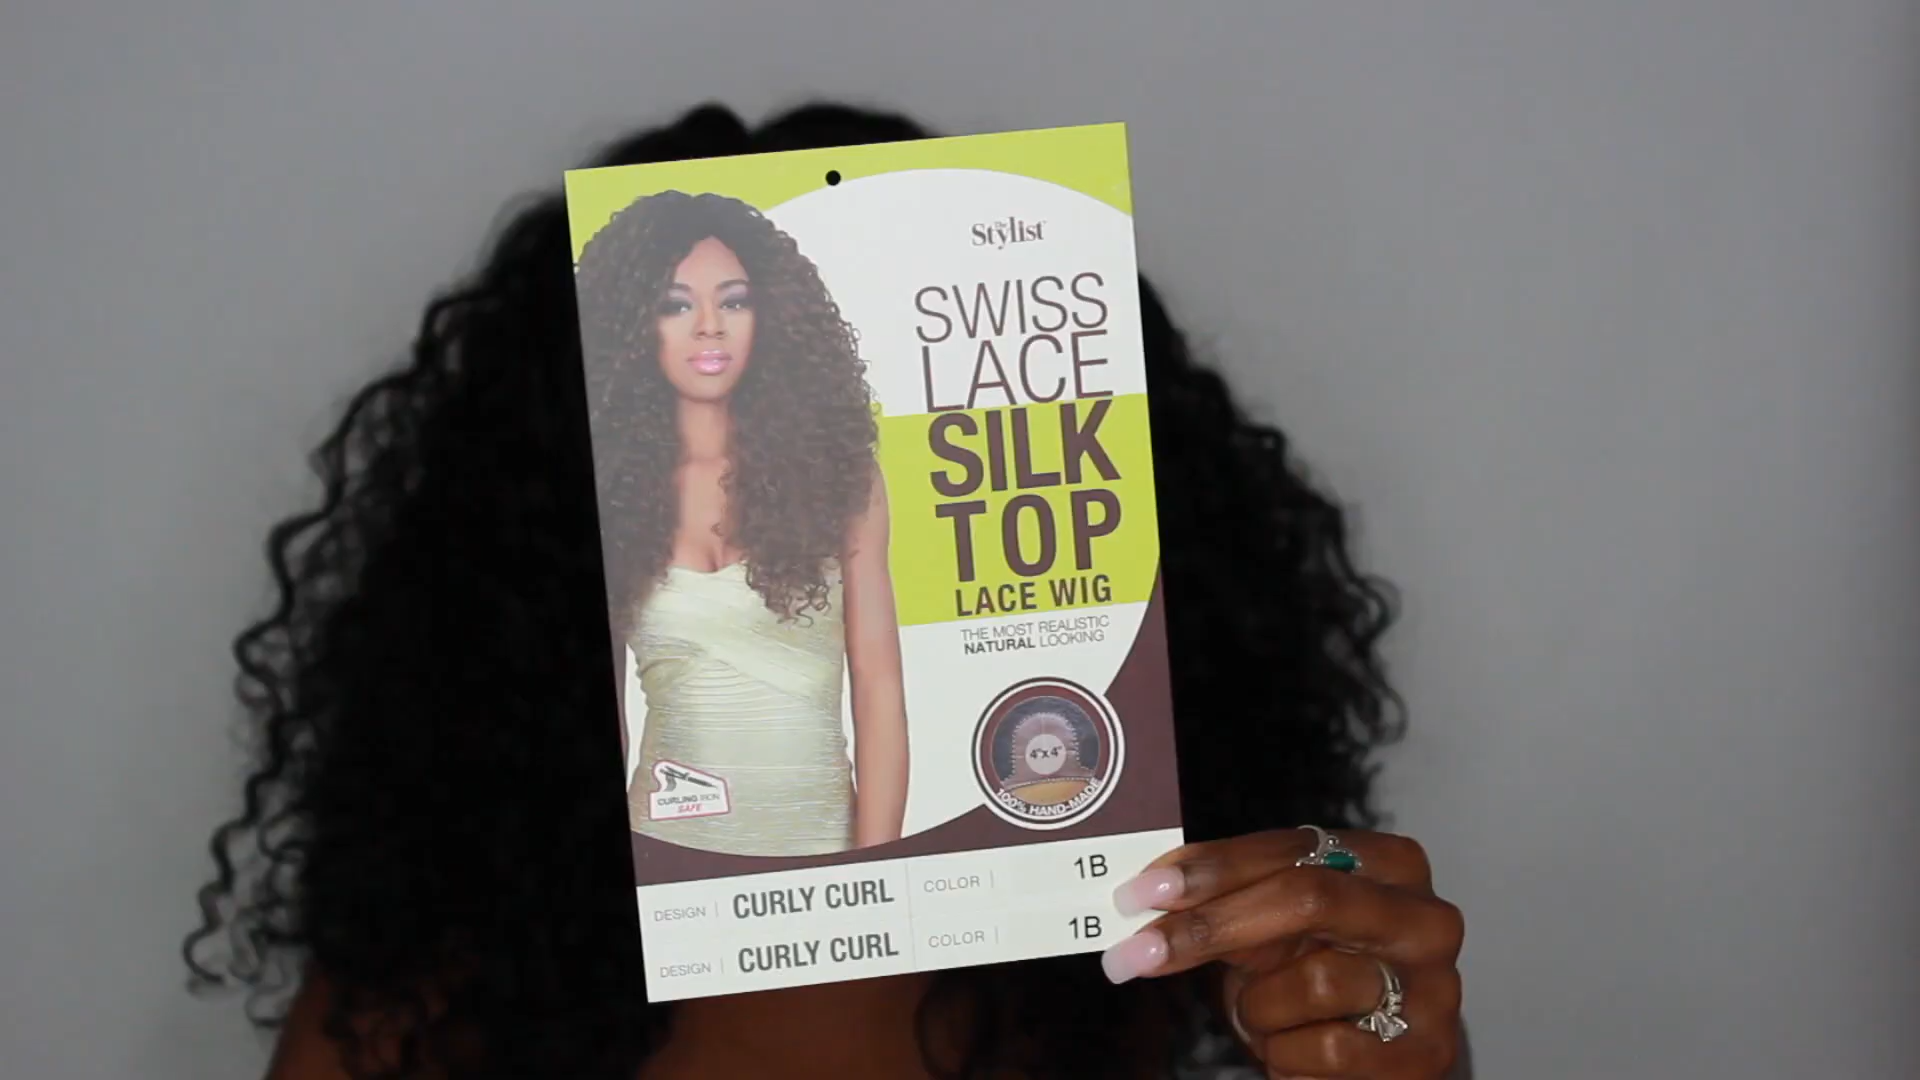 The
Stylist
SWISS
LACE
SILK
TOP
LACE WIG
THE MOST REALISTIC
NATURAL LOOKING
4"x4"
100% HAND-MADE
CURLING IRON
SAFE
DESIGN | CURLY CURL COLOR | 1B
DESIGN | CURLY CURL COLOR | 1B